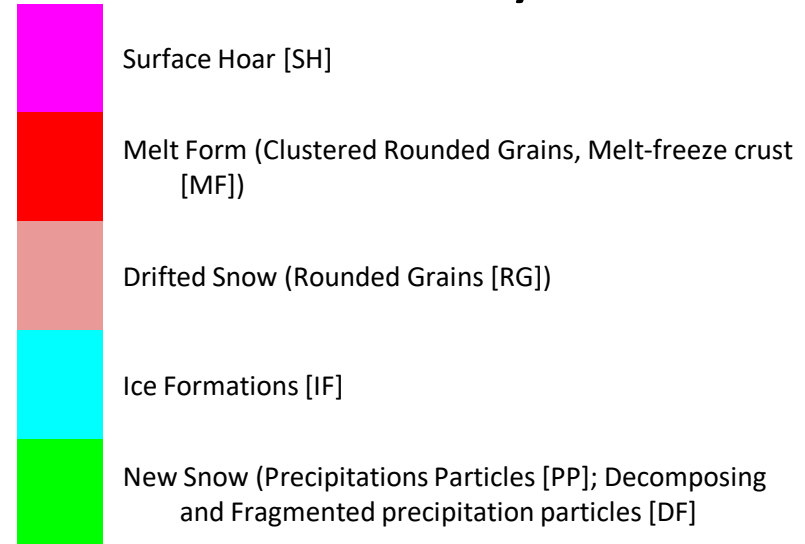 Surface Hoar [SH]
Melt Form (Clustered Rounded Grains, Melt-freeze crust
[MF])
Drifted Snow (Rounded Grains [RG])
Ice Formations [IF]
New Snow (Precipitations Particles [PP]; Decomposing
and Fragmented precipitation particles [DF]